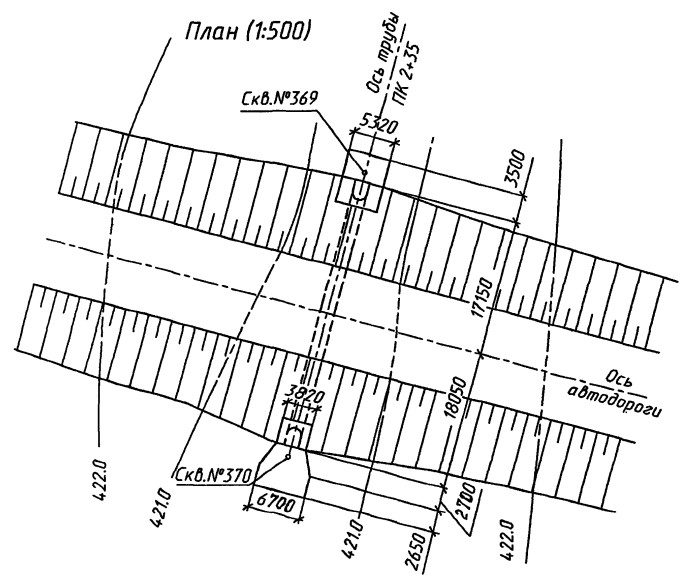 План (1:500)
Ось трубы
ПК 2+35
Скв.№369
5320
3500
17150
Ось
автодороги
3820
18050
Скв.№370
6700
2700
2650
422.0
421.0
421.0
422.0